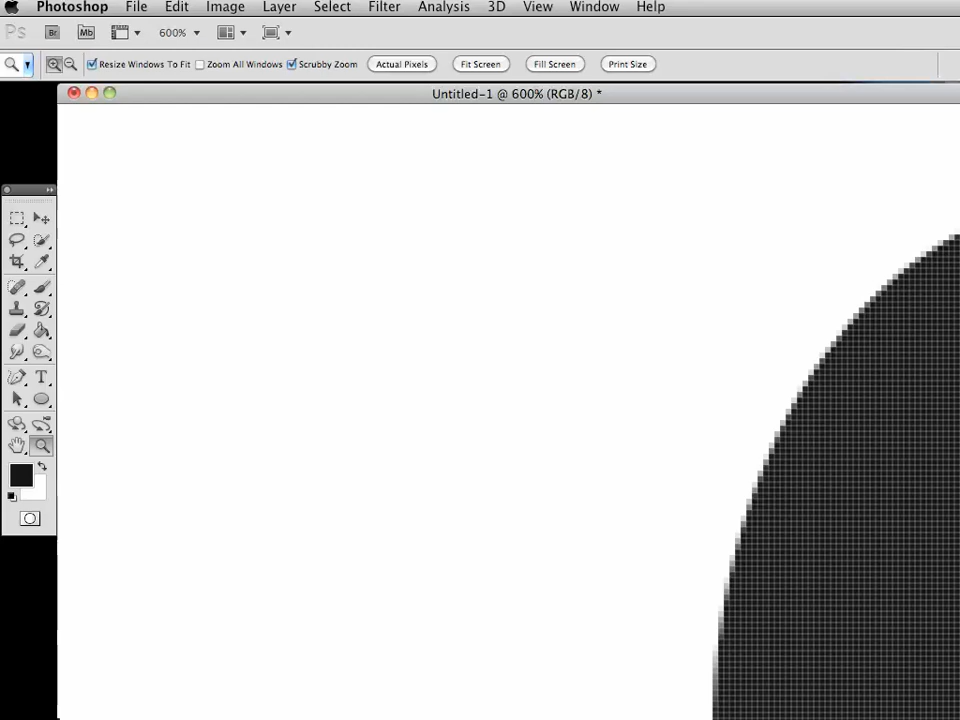 Photoshop File Edit Image Layer Select Filter Analysis 3D View Window Help
Ps Br Mb 600%
Resize Windows To Fit Zoom All Windows Scrubby Zoom Actual Pixels Fit Screen Fill Screen Print Size
Untitled-1 @ 600% (RGB/8) *
T